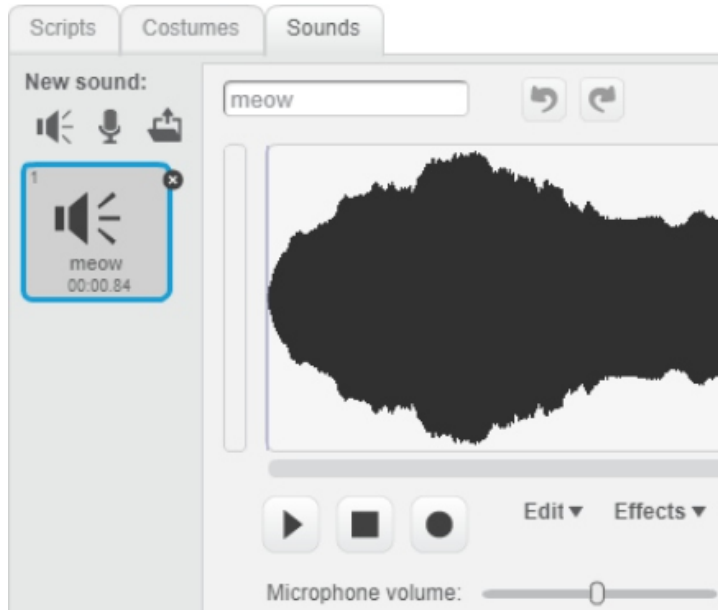 Scripts Costumes Sounds
New sound:
meow
1
meow
00:00.84
Edit ▾ Effects ▾
Microphone volume: